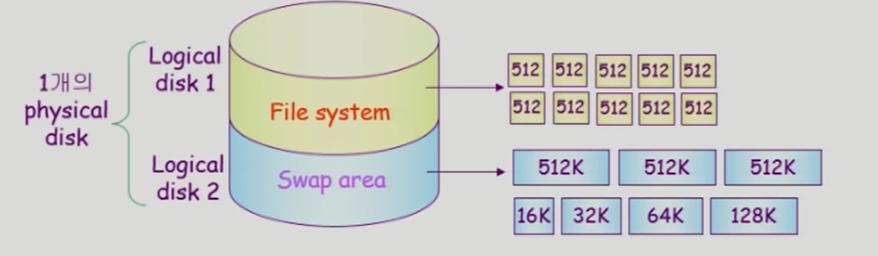 1개의
physical
disk
Logical
disk 1
File system
Logical
disk 2
Swap area
512 512 512 512 512
512 512 512 512 512
512K 512K 512K
16K 32K 64K 128K